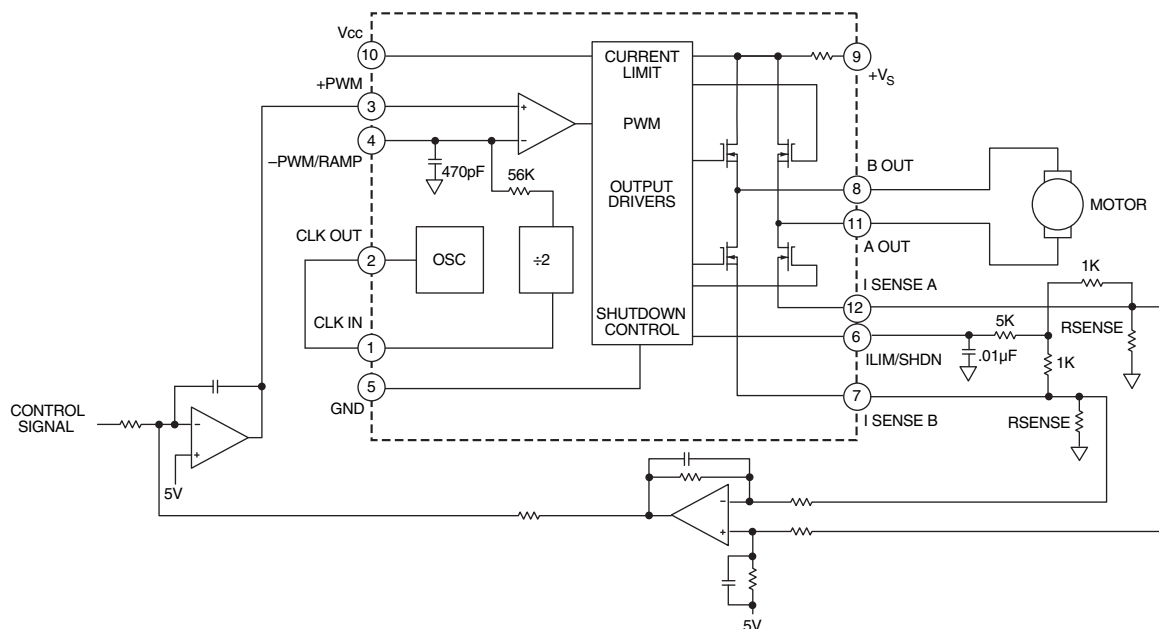 Vcc
10
CURRENT
LIMIT
9
+VS
+PWM
3
+
PWM
4
–
–PWM/RAMP
470pF
56K
OUTPUT
DRIVERS
B OUT
8
MOTOR
11
A OUT
CLK OUT
2
OSC
÷2
I SENSE A
1K
12
SHUTDOWN
CONTROL
5K
RSENSE
CLK IN
1
6
ILIM/SHDN
.01µF
1K
5
GND
7
I SENSE B
RSENSE
CONTROL
SIGNAL
–
+
5V
–
+
5V